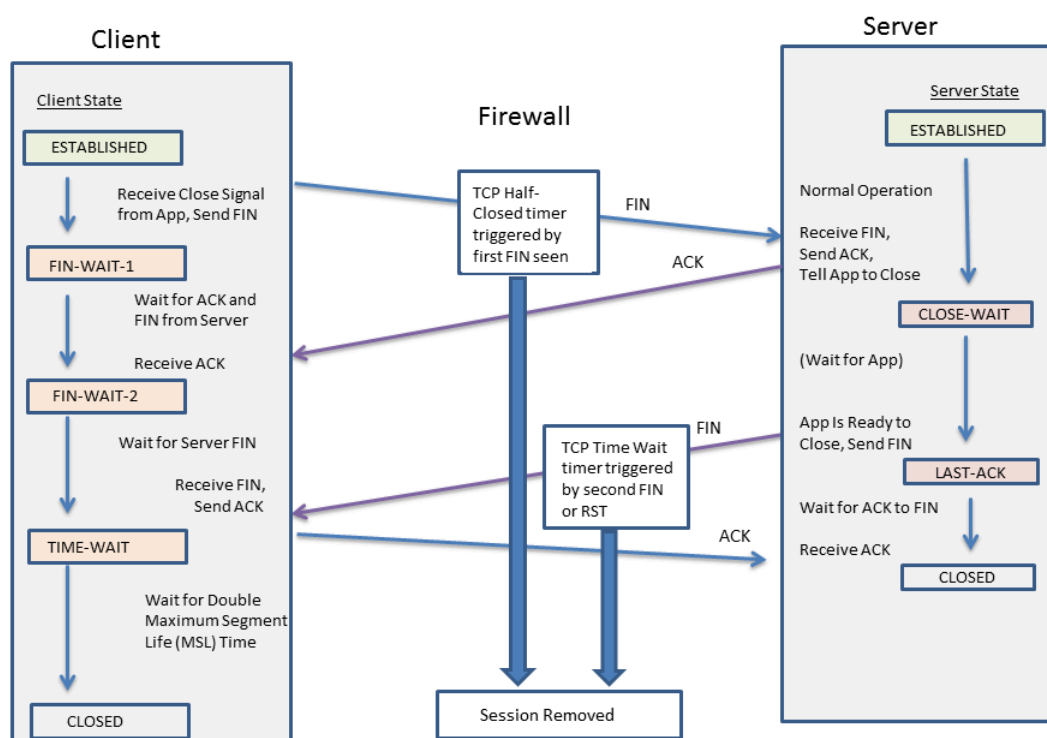 Client
Server
Firewall
Client State
ESTABLISHED
Receive Close Signal
from App, Send FIN
FIN-WAIT-1
Wait for ACK and
FIN from Server
Receive ACK
FIN-WAIT-2
Wait for Server FIN
Receive FIN,
Send ACK
TIME-WAIT
Wait for Double
Maximum Segment
Life (MSL) Time
CLOSED
TCP Half-
Closed timer
triggered by
first FIN seen
FIN
ACK
TCP Time Wait
timer triggered
by second FIN
or RST
FIN
ACK
Session Removed
Server State
ESTABLISHED
Normal Operation
Receive FIN,
Send ACK,
Tell App to Close
CLOSE-WAIT
(Wait for App)
App Is Ready to
Close, Send FIN
LAST-ACK
Wait for ACK to FIN
Receive ACK
CLOSED